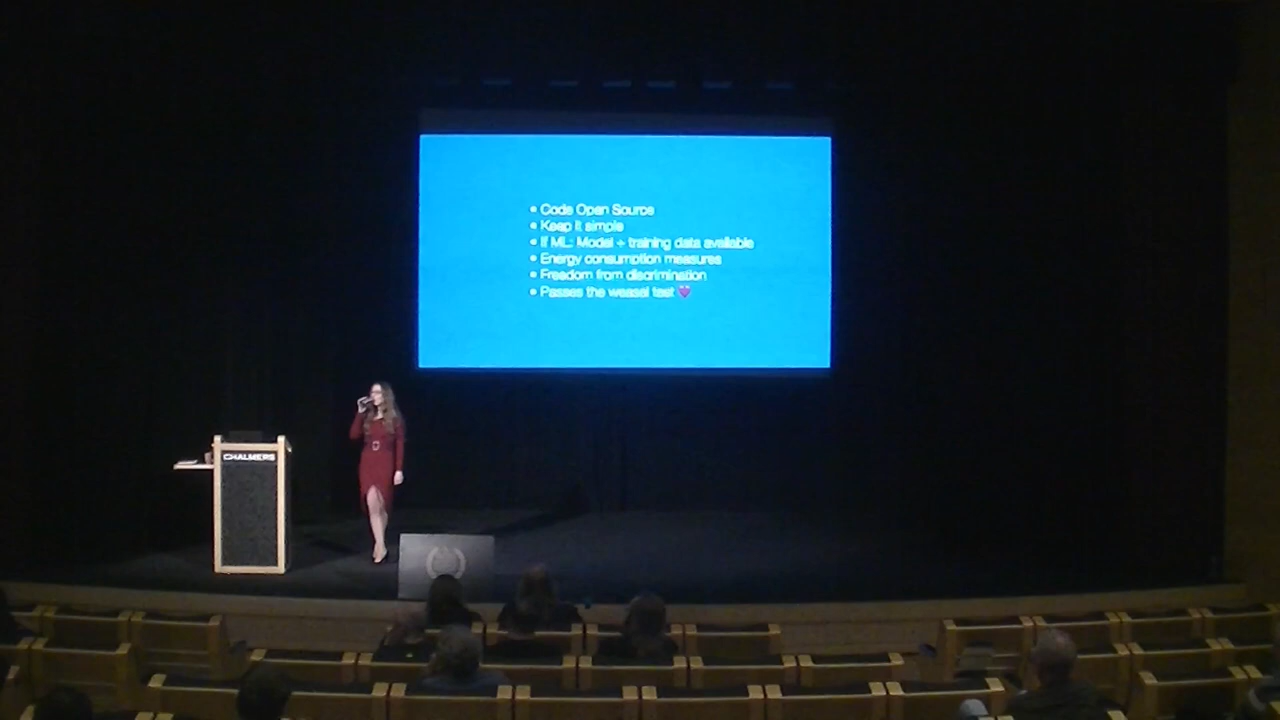 • Code Open Source
• Keep it simple
• If ML: Model + training data available
• Energy consumption measures
• Freedom from discrimination
• Passes the weasel test 💜
CHALMERS